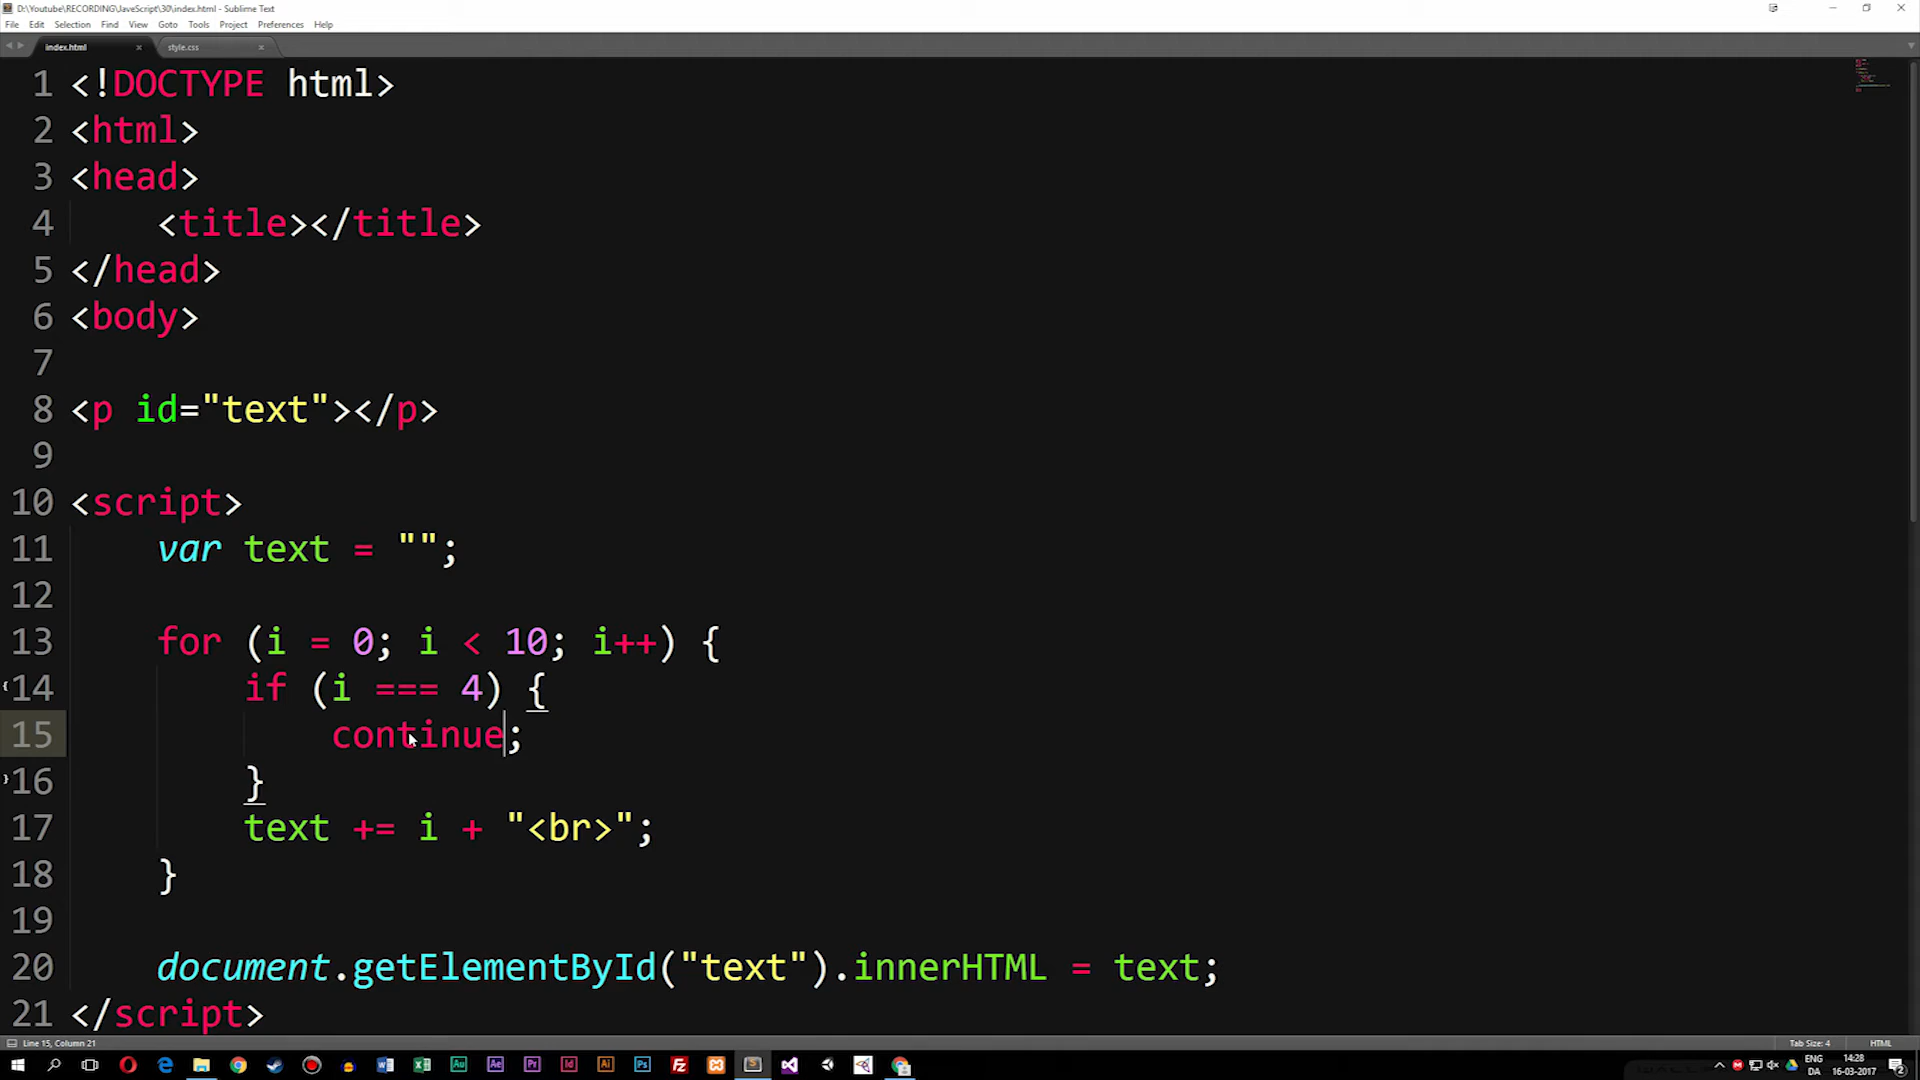 D:\Youtube\RECORDING\JaveScript\30\index.html - Sublime Text
File Edit Selection Find View Goto Tools Project Preferences Help
index.html style.css
1 <!DOCTYPE html>
2 <html>
3 <head>
4 <title></title>
5 </head>
6 <body>
7
8 <p id="text"></p>
9
10 <script>
11 var text = "";
12
13 for (i = 0; i < 10; i++) {
14 if (i === 4) {
15 continue;
16 }
17 text += i + "<br>";
18 }
19
20 document.getElementById("text").innerHTML = text;
21 </script>
Line 15, Column 21 Tab Size: 4 HTML
ENG 14:28
DA 16-03-2017